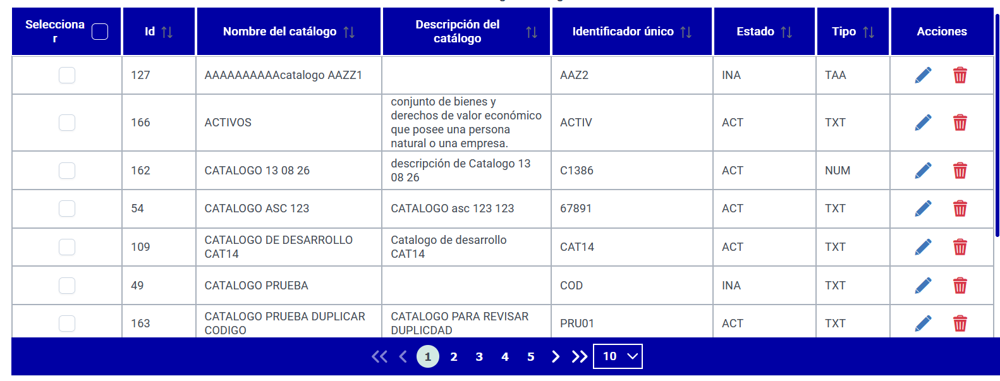 Selecciona
r
Id
Nombre del catálogo
Descripción del
catálogo
Identificador único
Estado
Tipo
Acciones
127
AAAAAAAAAAcatalogo AAZZ1
AAZ2
INA
TAA
166
ACTIVOS
conjunto de bienes y
derechos de valor económico
que posee una persona
natural o una empresa.
ACTIV
ACT
TXT
162
CATALOGO 13 08 26
descripción de Catalogo 13
08 26
C1386
ACT
NUM
54
CATALOGO ASC 123
CATALOGO asc 123 123
67891
ACT
TXT
109
CATALOGO DE DESARROLLO
CAT14
Catalogo de desarrollo
CAT14
CAT14
ACT
TXT
49
CATALOGO PRUEBA
COD
INA
TXT
163
CATALOGO PRUEBA DUPLICAR
CODIGO
CATALOGO PARA REVISAR
DUPLICDAD
PRU01
ACT
TXT
1 2 3 4 5 10